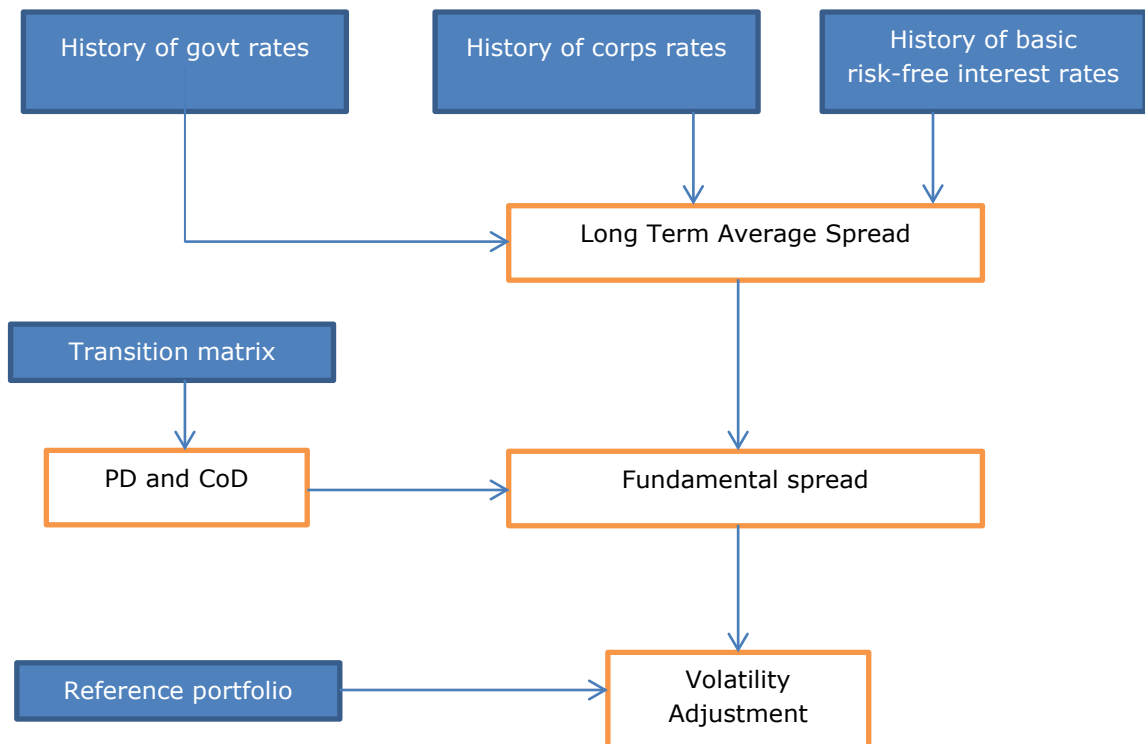 History of govt rates
History of corps rates
History of basic
risk-free interest rates
Long Term Average Spread
Transition matrix
PD and CoD
Fundamental spread
Reference portfolio
Volatility
Adjustment